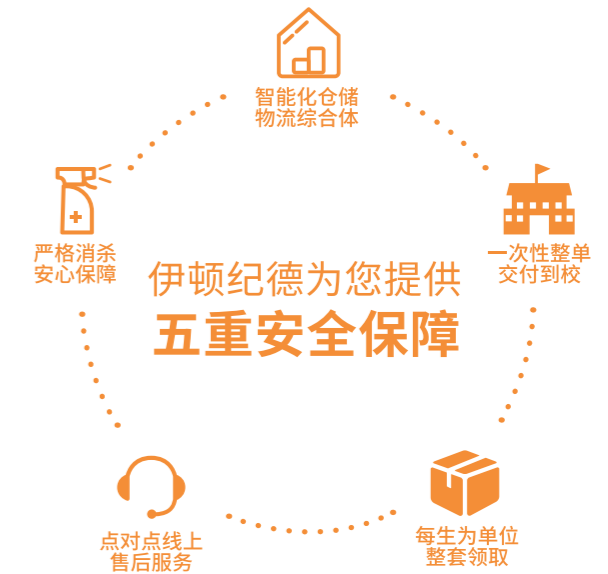 智能化仓储
物流综合体
严格消杀
安心保障
一次性整单
交付到校
伊顿纪德为您提供
五重安全保障
点对点线上
售后服务
每生为单位
整套领取